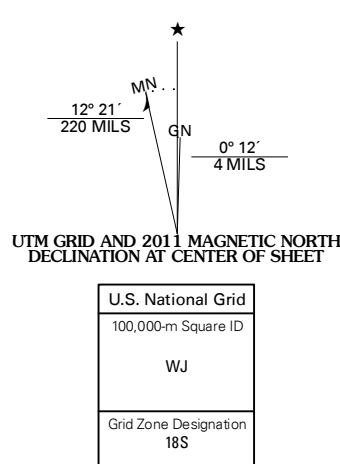 ★
MN
12° 21´
220 MILS
GN
0° 12´
4 MILS
UTM GRID AND 2011 MAGNETIC NORTH
DECLINATION AT CENTER OF SHEET
U.S. National Grid
100,000-m Square ID
WJ
Grid Zone Designation
18S